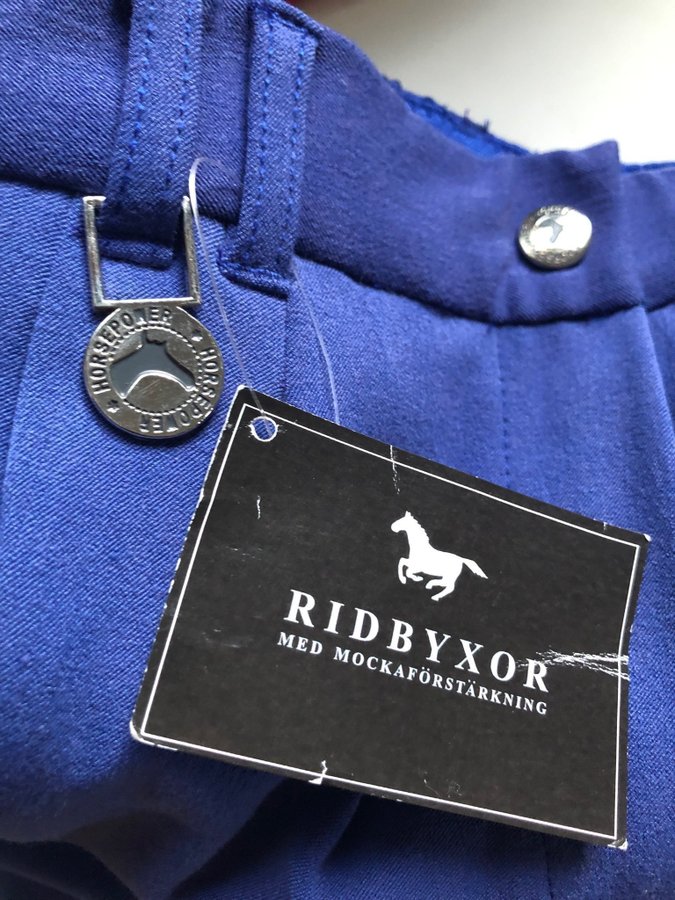 HORSEPOWER ★ HORSEPOWER ★
RIDBYXOR
MED MOCKAFÖRSTÄRKNING